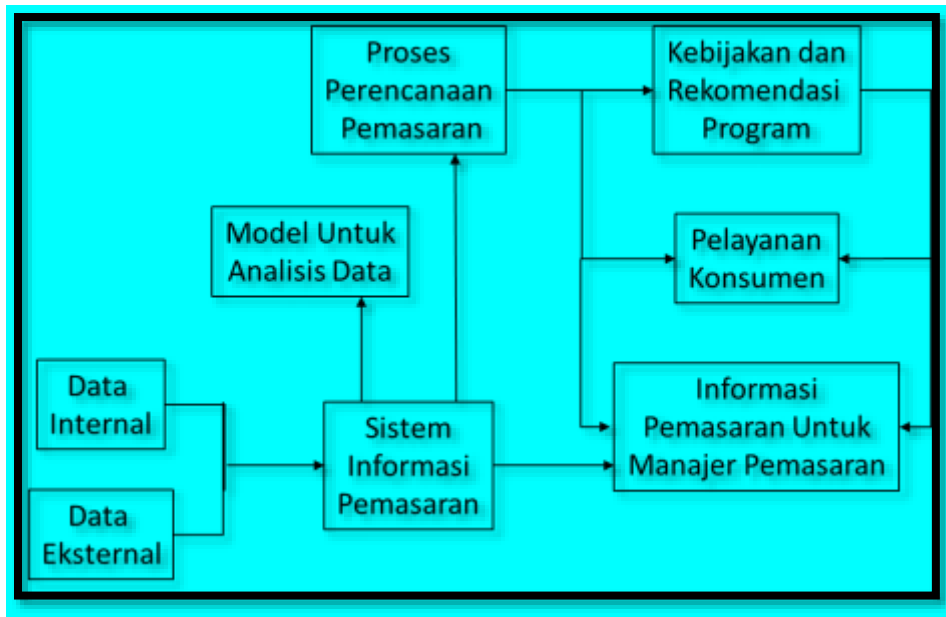 Proses
Perencanaan
Pemasaran
Kebijakan dan
Rekomendasi
Program
Model Untuk
Analisis Data
Pelayanan
Konsumen
Data
Internal
Sistem
Informasi
Pemasaran
Informasi
Pemasaran Untuk
Manajer Pemasaran
Data
Eksternal